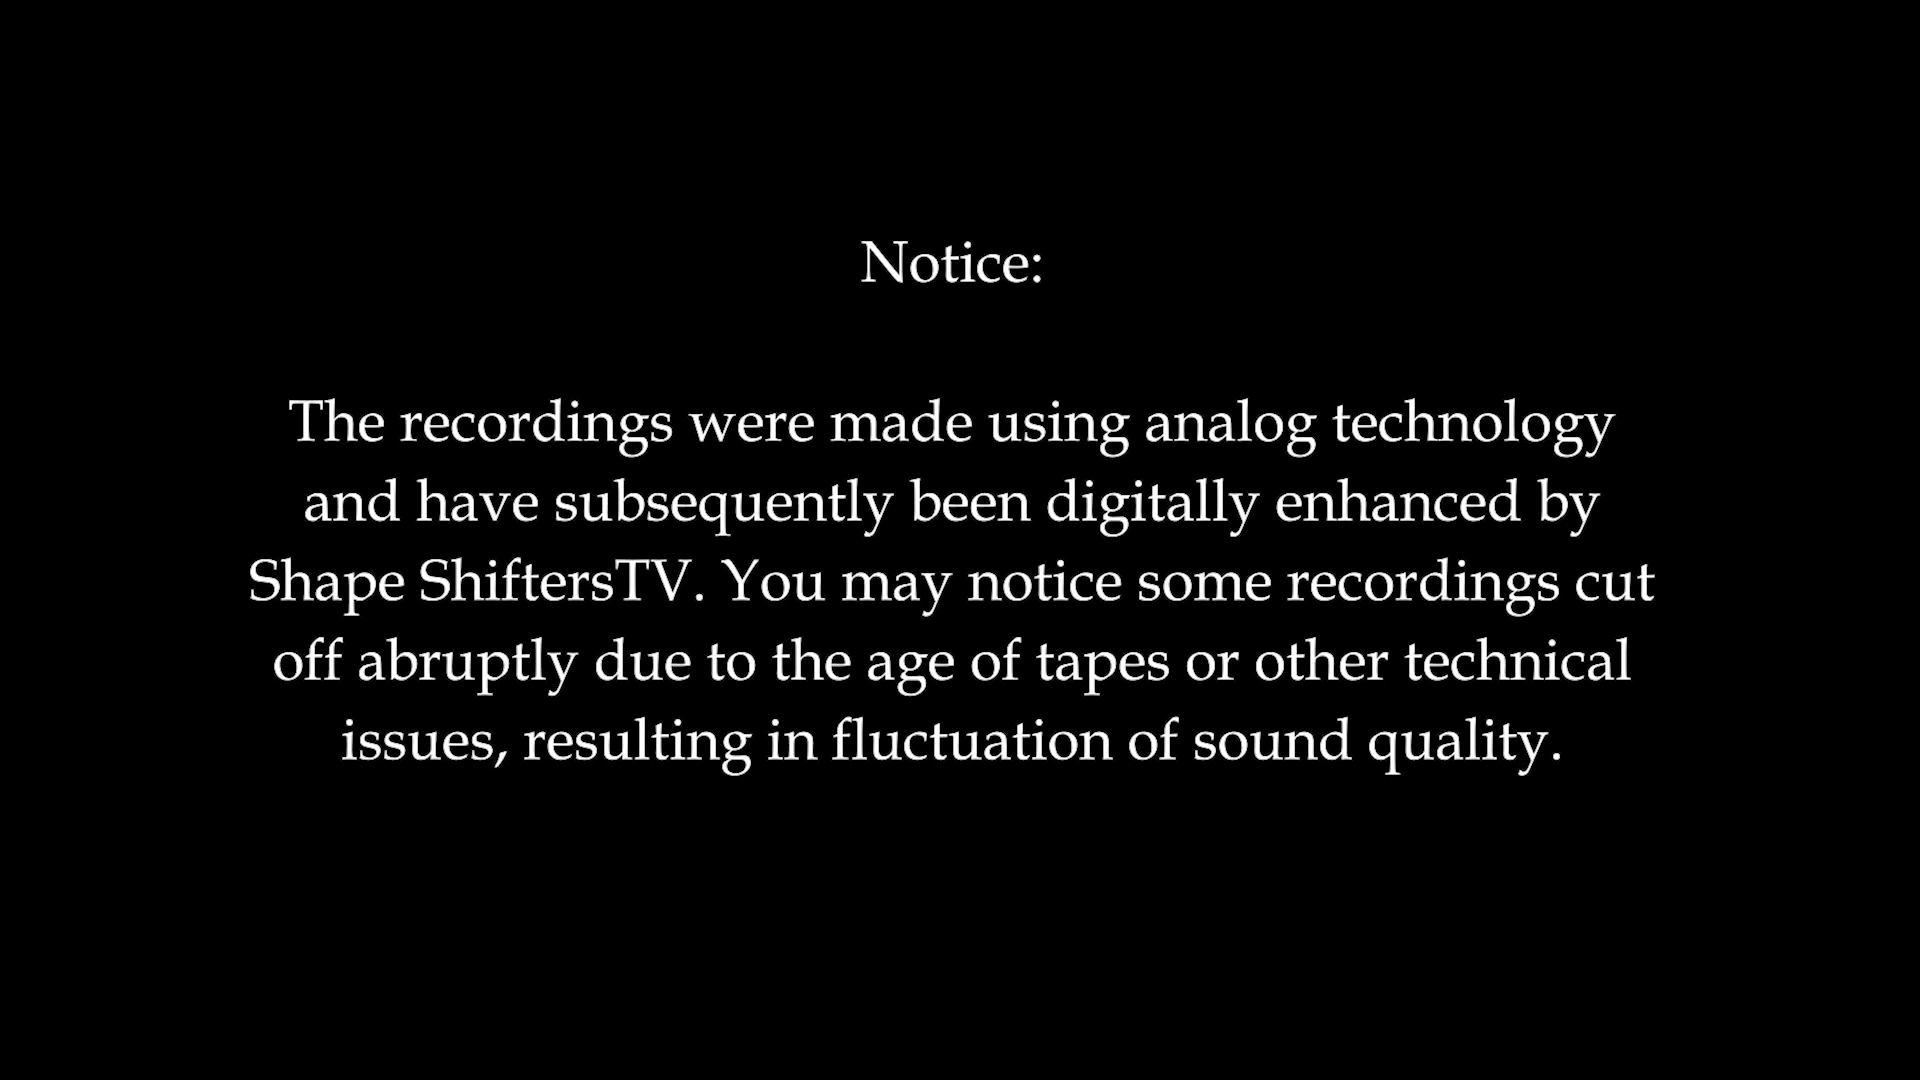 Notice:
The recordings were made using analog technology
and have subsequently been digitally enhanced by
Shape ShiftersTV. You may notice some recordings cut
off abruptly due to the age of tapes or other technical
issues, resulting in fluctuation of sound quality.